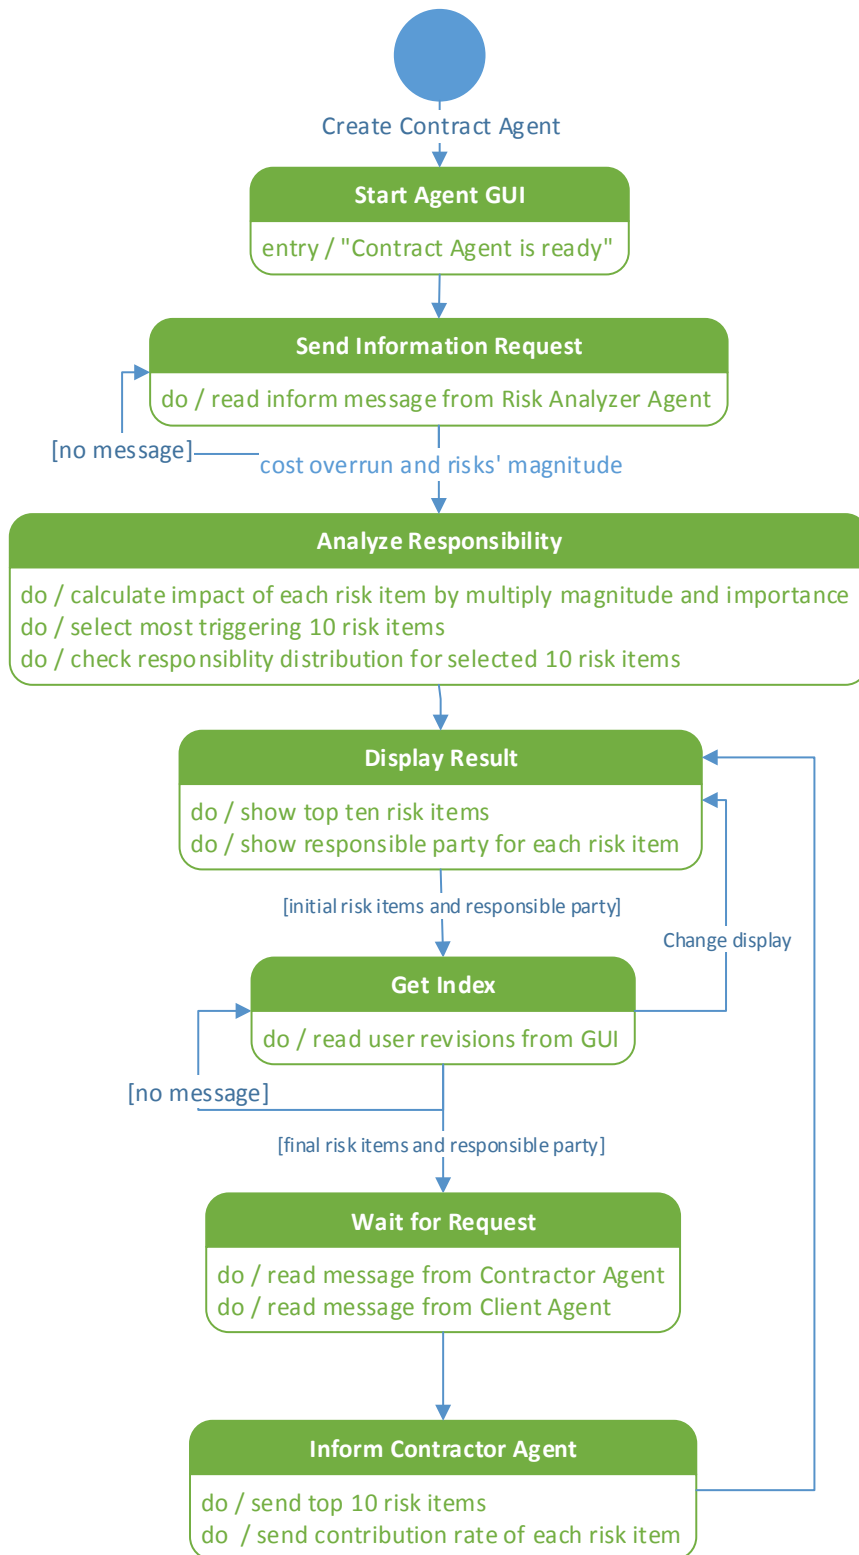 Create Contract Agent
Start Agent GUI
entry / "Contract Agent is ready"
Send Information Request
do / read inform message from Risk Analyzer Agent
[no message]
cost overrun and risks' magnitude
Analyze Responsibility
do / calculate impact of each risk item by multiply magnitude and importance
do / select most triggering 10 risk items
do / check responsiblity distribution for selected 10 risk items
Display Result
do / show top ten risk items
do / show responsible party for each risk item
[initial risk items and responsible party]
Change display
Get Index
do / read user revisions from GUI
[no message]
[final risk items and responsible party]
Wait for Request
do / read message from Contractor Agent
do / read message from Client Agent
Inform Contractor Agent
do / send top 10 risk items
do / send contribution rate of each risk item